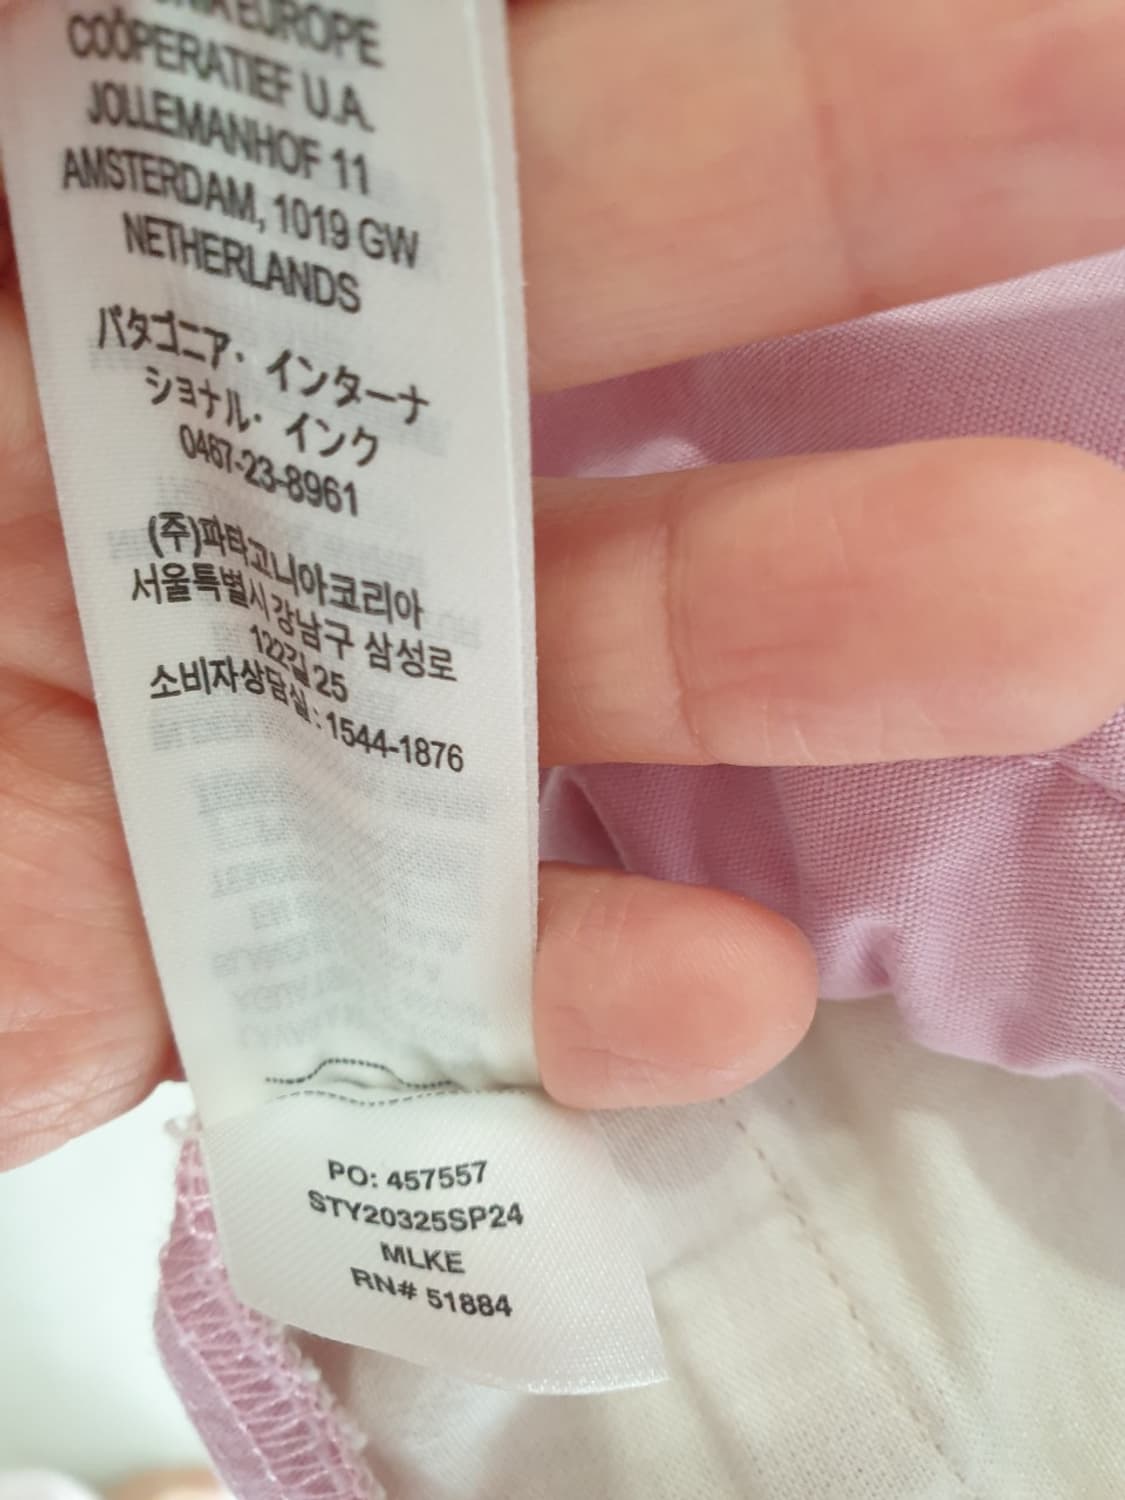 EUROPE
COÖPERATIEF U.A.
JOLLEMANHOF 11
AMSTERDAM, 1019 GW
NETHERLANDS
パタゴニア・インターナ
ショナル・インク
0467-23-8961
(주)파타고니아코리아
서울특별시 강남구 삼성로
122길 25
소비자상담실 : 1544-1876
PO: 457557
STY20325SP24
MLKE
RN# 51884